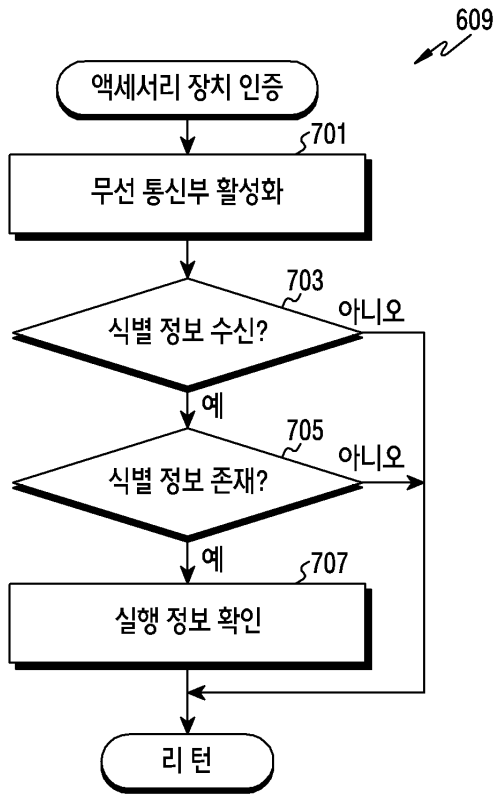 609
액세서리 장치 인증
701
무선 통신부 활성화
703
식별 정보 수신?
아니오
예
705
식별 정보 존재?
아니오
예
707
실행 정보 확인
리 턴